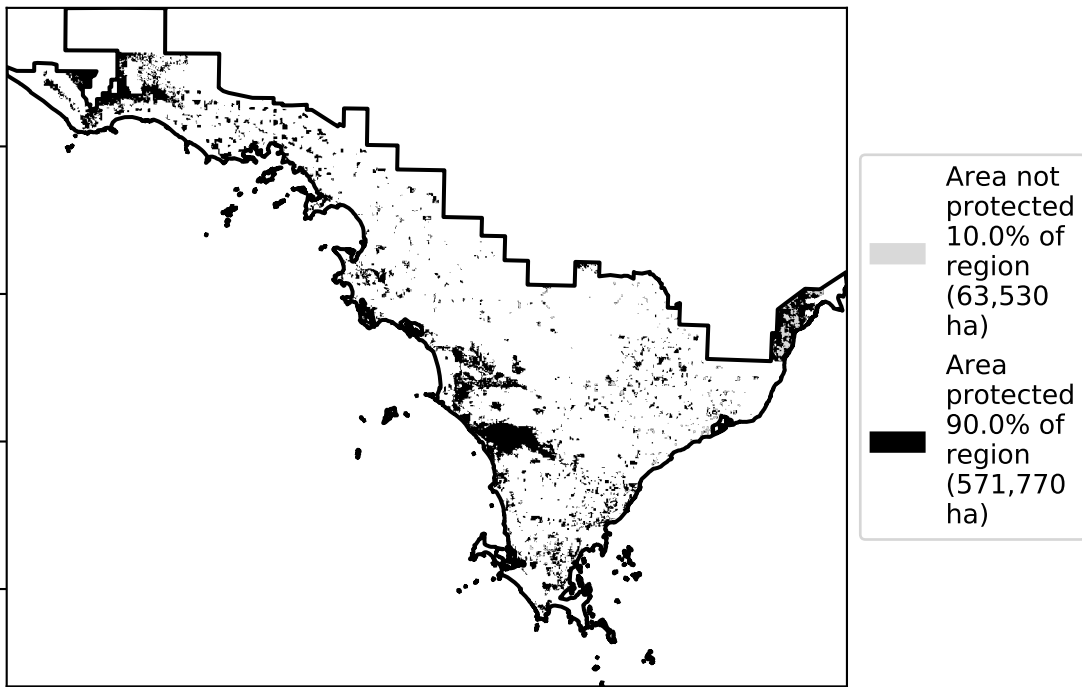 Area not
protected
10.0% of
region
(63,530
ha)
Area
protected
90.0% of
region
(571,770
ha)